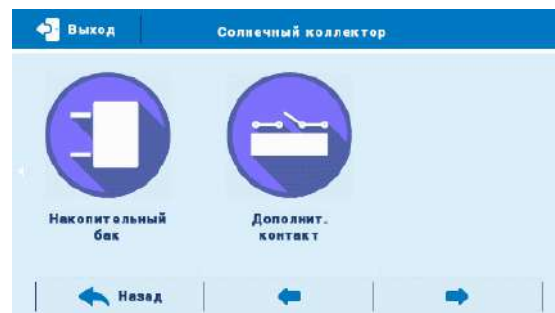 Выход
Солнечный коллектор
Накопительный
бак
Дополнит.
контакт
Назад